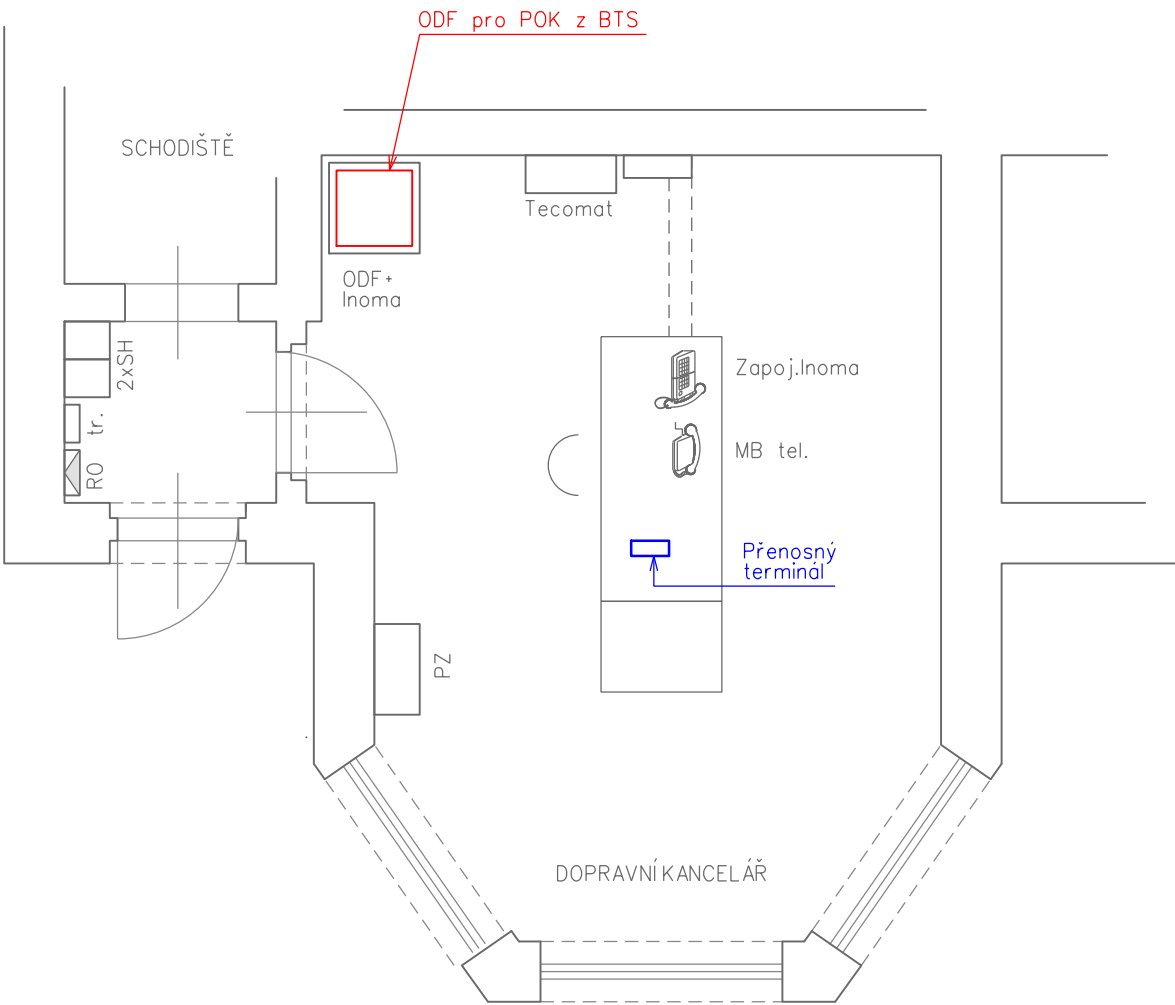 ODF pro POK z BTS
SCHODIŠTĚ
Tecomat
ODF+
Inoma
2xSH
Zapoj.Inoma
tr.
MB tel.
RO
Přenosný
terminál
PZ
DOPRAVNÍ KANCELÁŘ